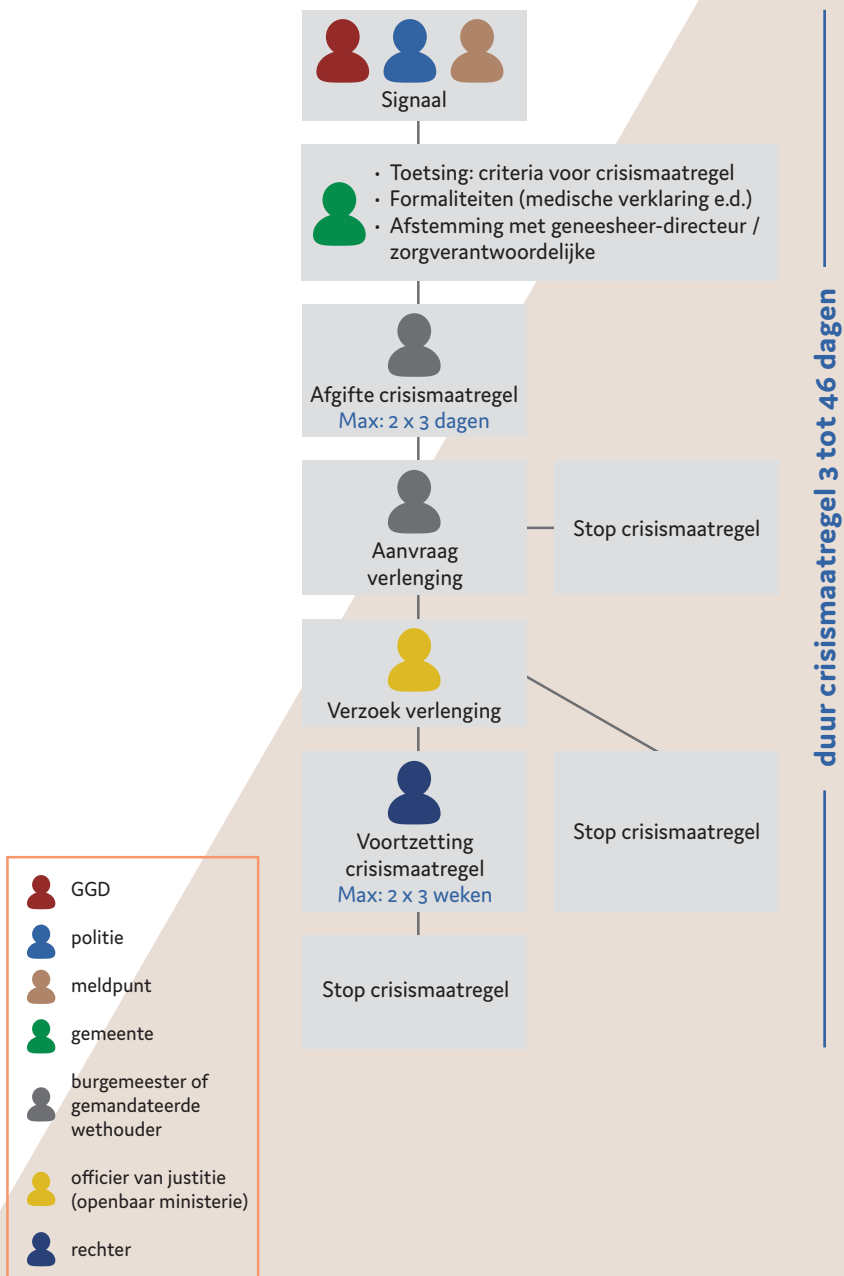 Signaal
• Toetsing: criteria voor crisismaatregel
• Formaliteiten (medische verklaring e.d.)
• Afstemming met geneesheer-directeur /
zorgverantwoordelijke
Afgifte crisismaatregel
Max: 2 x 3 dagen
Aanvraag
verlenging
Stop crisismaatregel
Verzoek verlenging
Voortzetting
crisismaatregel
Max: 2 x 3 weken
Stop crisismaatregel
Stop crisismaatregel
duur crisismaatregel 3 tot 46 dagen
GGD
politie
meldpunt
gemeente
burgemeester of
gemandateerde
wethouder
officier van justitie
(openbaar ministerie)
rechter